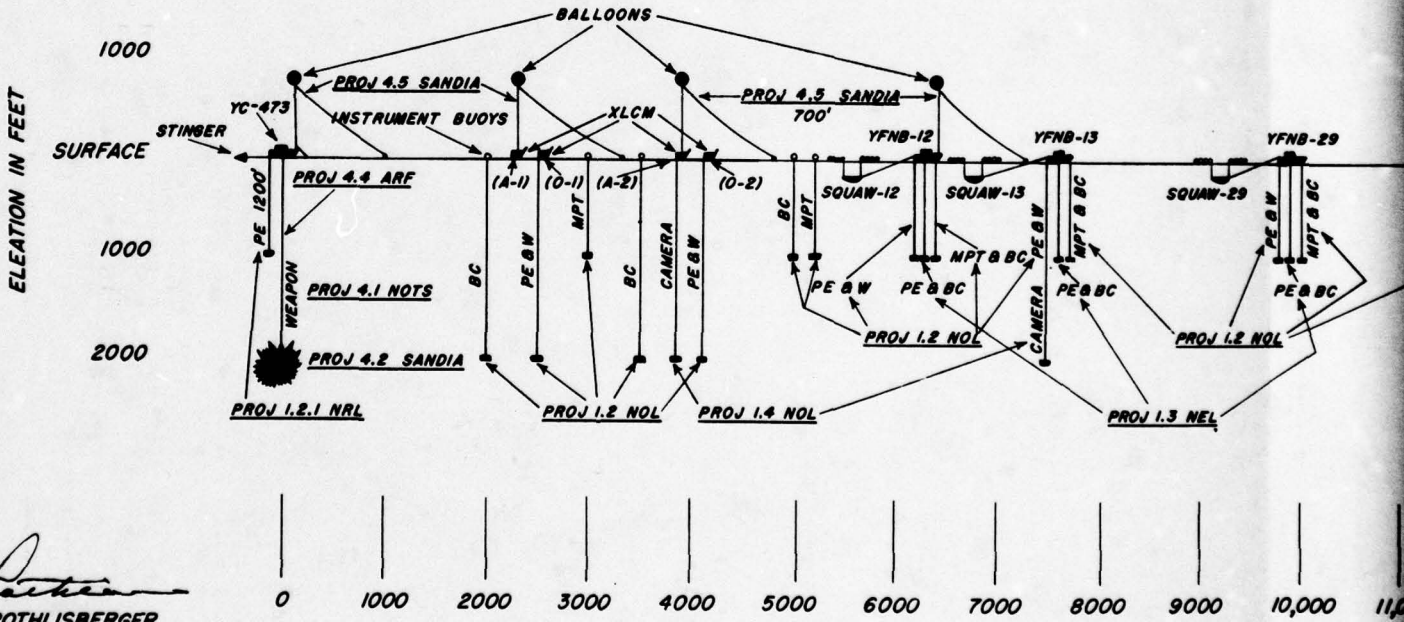 BALLOONS
1000
PROJ 4.5 SANDIA
PROJ 4.5 SANDIA
700'
YC-473
INSTRUMENT BUOYS
XLCM
YFNB-12
YFNB-13
YFNB-29
STINGER
ELEATION IN FEET
SURFACE
(A-1)
(O-1)
(A-2)
(O-2)
SQUAW-12
SQUAW-13
SQUAW-29
PROJ 4.4 ARF
PE 1200'
WEAPON
BC
PE & W
MPT
BC
CAMERA
PE & W
BC
MPT
PE & W
MPT & BC
PE & W
MPT & BC
1000
PE & W
PE & BC
MPT & BC
CAMERA
PE & BC
PE & BC
PROJ 4.1 NOTS
PROJ 1.2 NOL
PROJ 1.2 NOL
2000
PROJ 4.2 SANDIA
PROJ 1.2.1 NRL
PROJ 1.2 NOL
PROJ 1.4 NOL
PROJ 1.3 NEL
0
1000
2000
3000
4000
5000
6000
7000
8000
9000
10,000
OTHLISBERGER